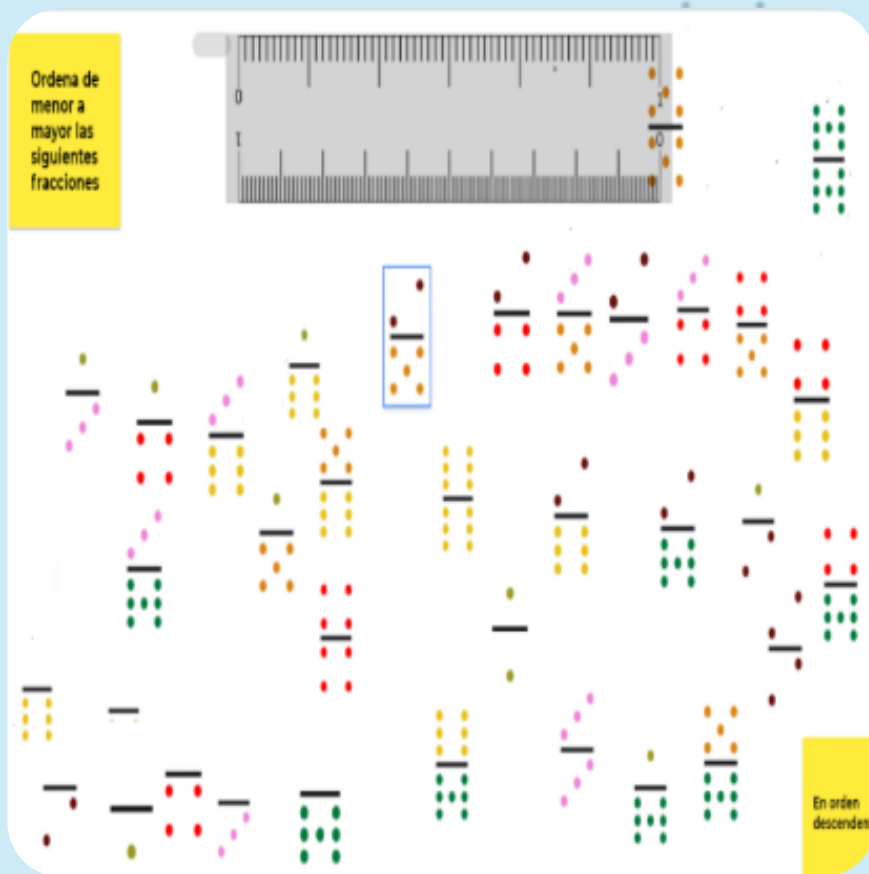 Ordena de
menor a
mayor las
siguientes
fracciones
0 1
1 0
En orden
descenden